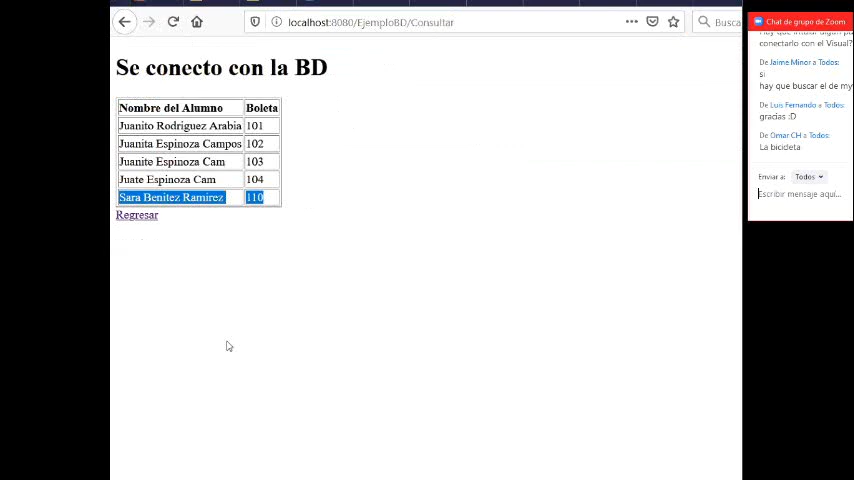 localhost:8080/EjemploBD/Consultar
Busca
Se conecto con la BD
Nombre del Alumno Boleta
Juanito Rodriguez Arabia 101
Juanita Espinoza Campos 102
Juanite Espinoza Cam 103
Juate Espinoza Cam 104
Sara Benitez Ramirez 110
Regresar
Chat de grupo de Zoom
conectarlo con el Visual?
De Jaime Minor a Todos:
si
hay que buscar el de my
De Luis Fernando a Todos:
gracias :D
De Omar CH a Todos:
La bicicleta
Enviar a: Todos
Escribir mensaje aquí...